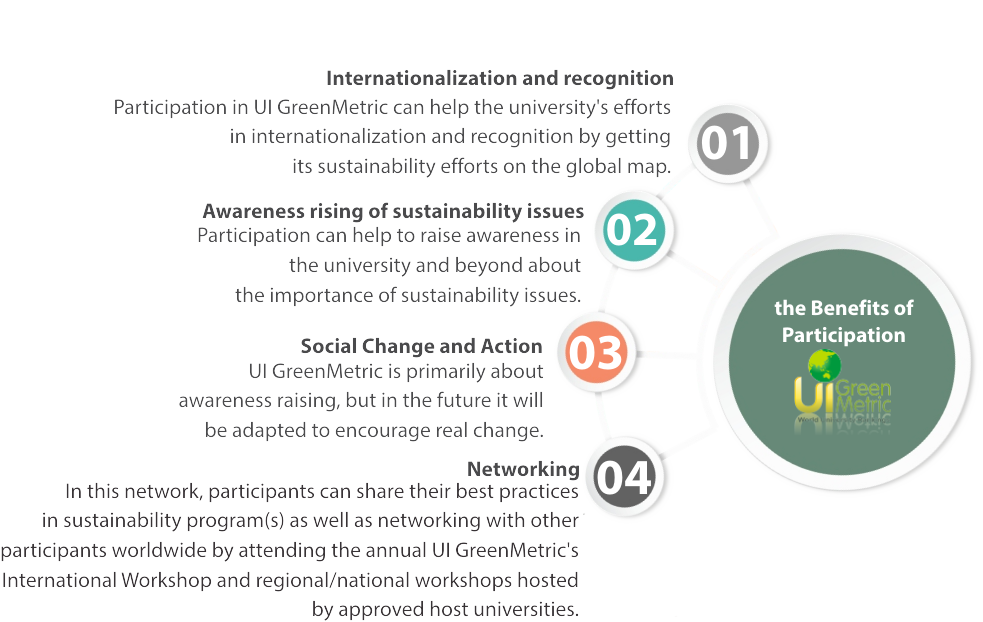 Internationalization and recognition
Participation in UI GreenMetric can help the university's efforts
in internationalization and recognition by getting
its sustainability efforts on the global map.
01
Awareness rising of sustainability issues
Participation can help to raise awareness in
the university and beyond about
the importance of sustainability issues.
02
Social Change and Action
UI GreenMetric is primarily about
awareness raising, but in the future it will
be adapted to encourage real change.
03
Networking
In this network, participants can share their best practices
in sustainability program(s) as well as networking with other
participants worldwide by attending the annual UI GreenMetric's
International Workshop and regional/national workshops hosted
by approved host universities.
04
the Benefits of
Participation
UI Green
Metric